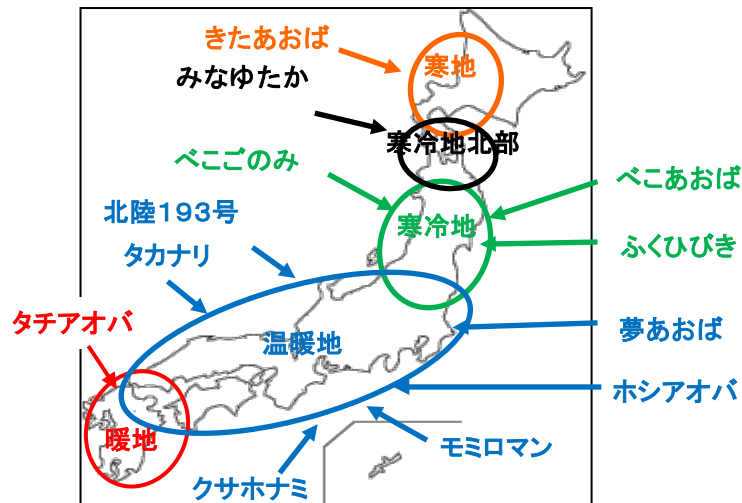 きたあおば
寒地
みなゆたか
寒冷地北部
べこごのみ
べこあおば
北陸193号
寒冷地
ふくひびき
タカナリ
タチアオバ
温暖地
夢あおば
ホシアオバ
暖地
モミロマン
クサホナミ